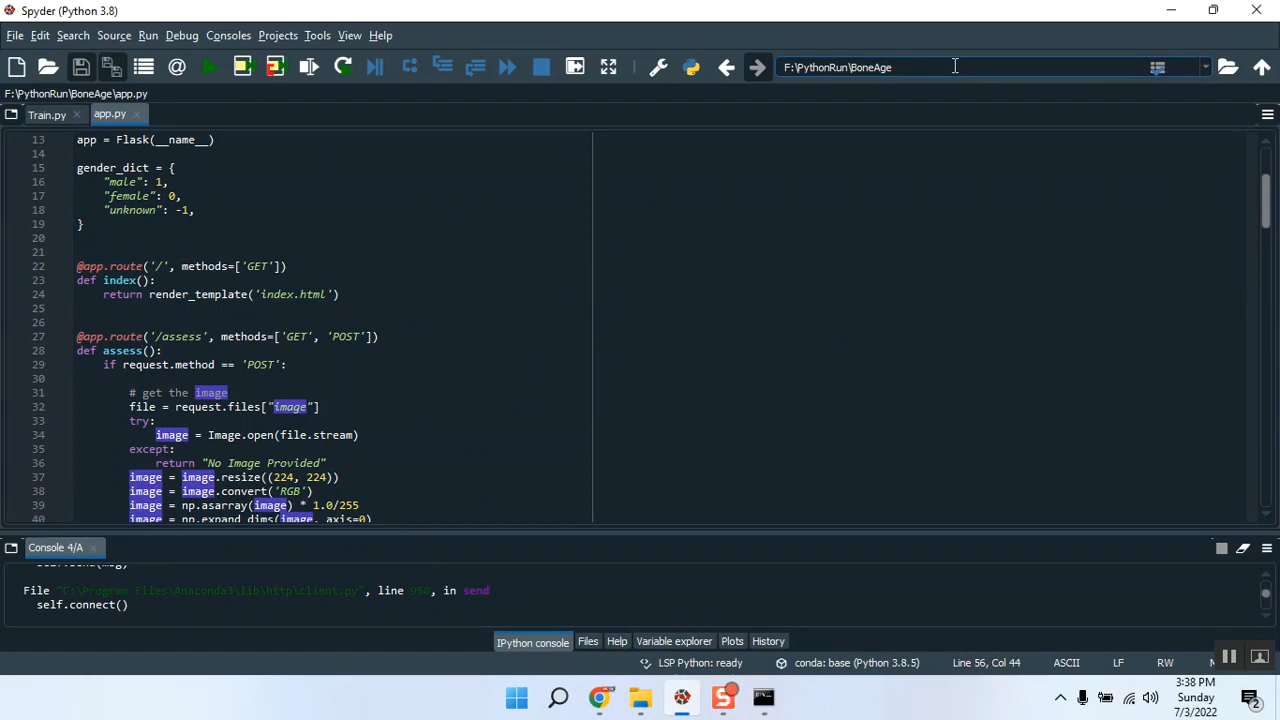 Spyder (Python 3.8)
File Edit Search Source Run Debug Consoles Projects Tools View Help
F:\PythonRun\BoneAge
F:\PythonRun\BoneAge\app.py
Train.py app.py
13 app = Flask(__name__)
14
15 gender_dict = {
16 "male": 1,
17 "female": 0,
18 "unknown": -1,
19 }
20
21
22 @app.route('/', methods=['GET'])
23 def index():
24 return render_template('index.html')
25
26
27 @app.route('/assess', methods=['GET', 'POST'])
28 def assess():
29 if request.method == 'POST':
30
31 # get the image
32 file = request.files["image"]
33 try:
34 image = Image.open(file.stream)
35 except:
36 return "No Image Provided"
37 image = image.resize((224, 224))
38 image = image.convert('RGB')
39 image = np.asarray(image) * 1.0/255
40 image = np.expand_dims(image, axis=0)
Console 4/A
self.send(msg)
File "C:\Program Files\Anaconda3\lib\http\client.py", line 950, in send
self.connect()
IPython console Files Help Variable explorer Plots History
LSP Python: ready conda: base (Python 3.8.5) Line 56, Col 44 ASCII LF RW
3:38 PM
Sunday
7/3/2022
2